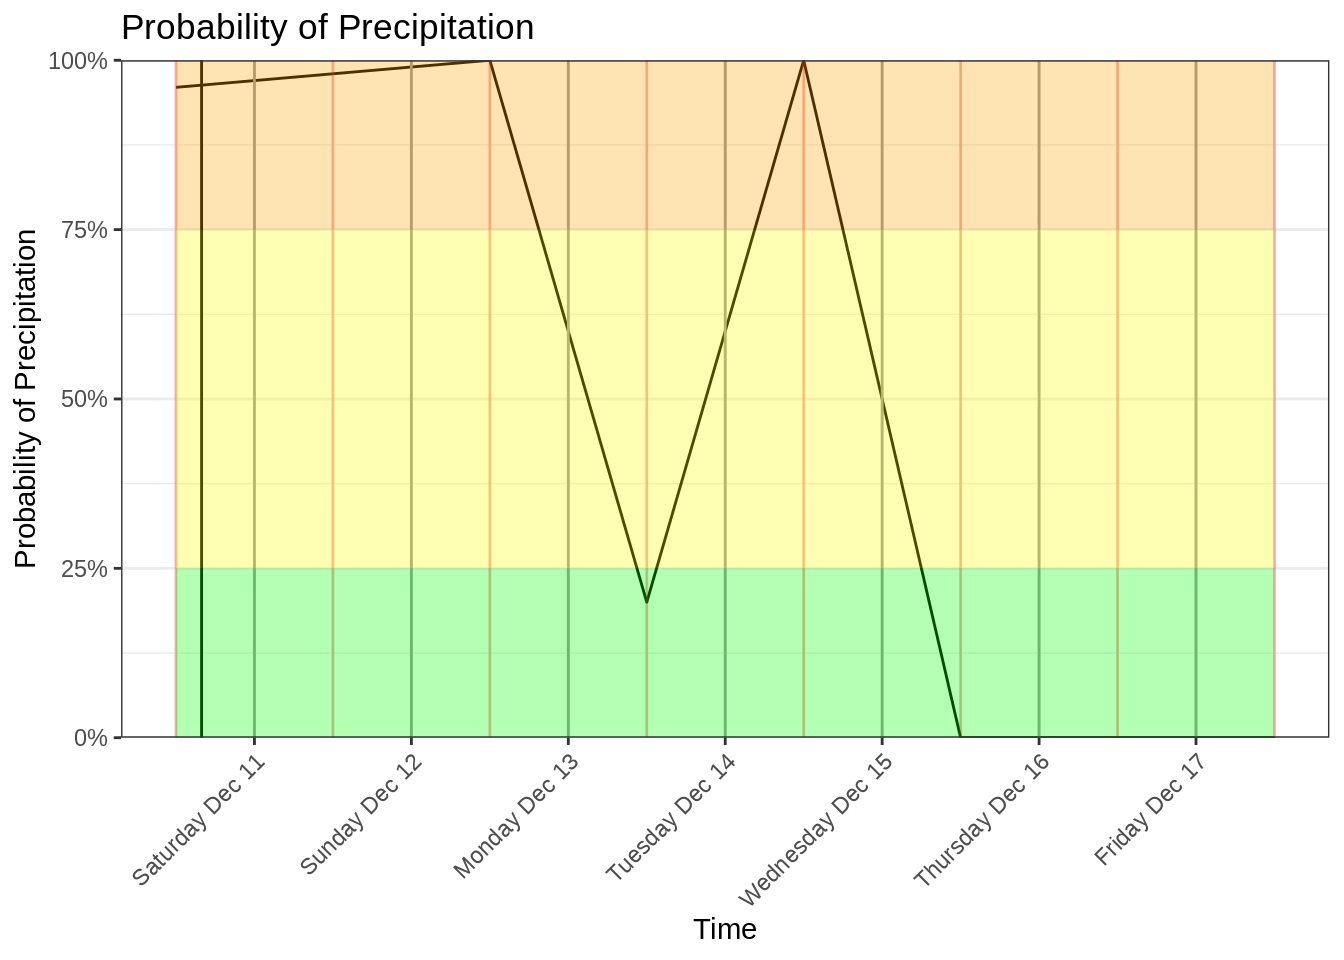 Probability of Precipitation
100%
75%
50%
25%
0%
Probability of Precipitation
Saturday Dec 11
Sunday Dec 12
Monday Dec 13
Tuesday Dec 14
Wednesday Dec 15
Thursday Dec 16
Friday Dec 17
Time